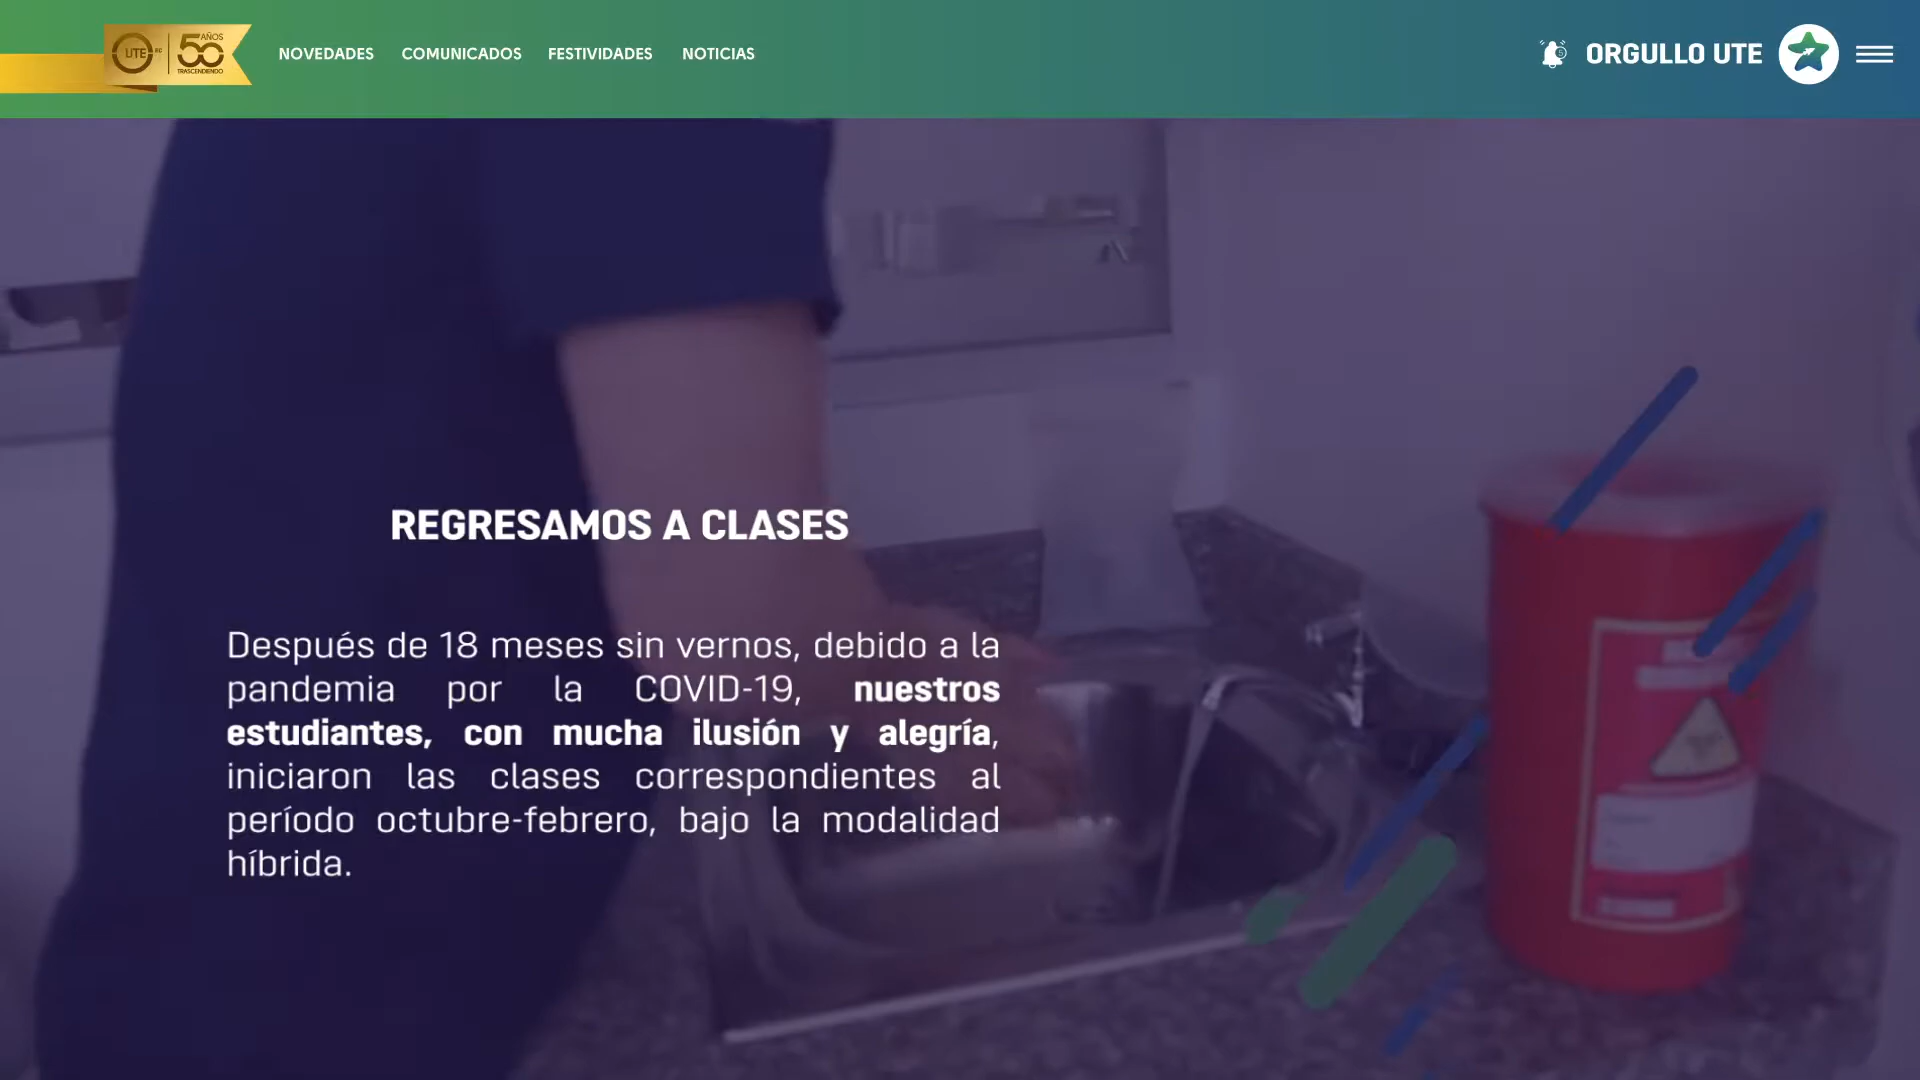 UTE
50 AÑOS
TRASCENDIENDO
NOVEDADES
COMUNICADOS
FESTIVIDADES
NOTICIAS
ORGULLO UTE
REGRESAMOS A CLASES
Después de 18 meses sin vernos, debido a la
pandemia por la COVID-19, nuestros
estudiantes, con mucha ilusión y alegría,
iniciaron las clases correspondientes al
período octubre-febrero, bajo la modalidad
híbrida.